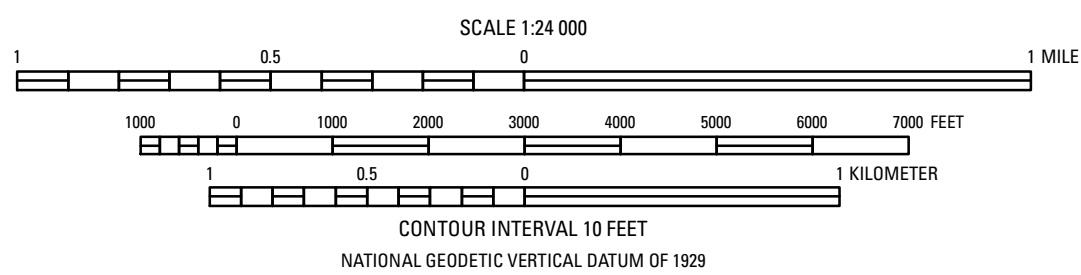 SCALE 1:24 000
1 0.5 0 1 MILE
1000 0 1000 2000 3000 4000 5000 6000 7000 FEET
1 0.5 0 1 KILOMETER
CONTOUR INTERVAL 10 FEET
NATIONAL GEODETIC VERTICAL DATUM OF 1929